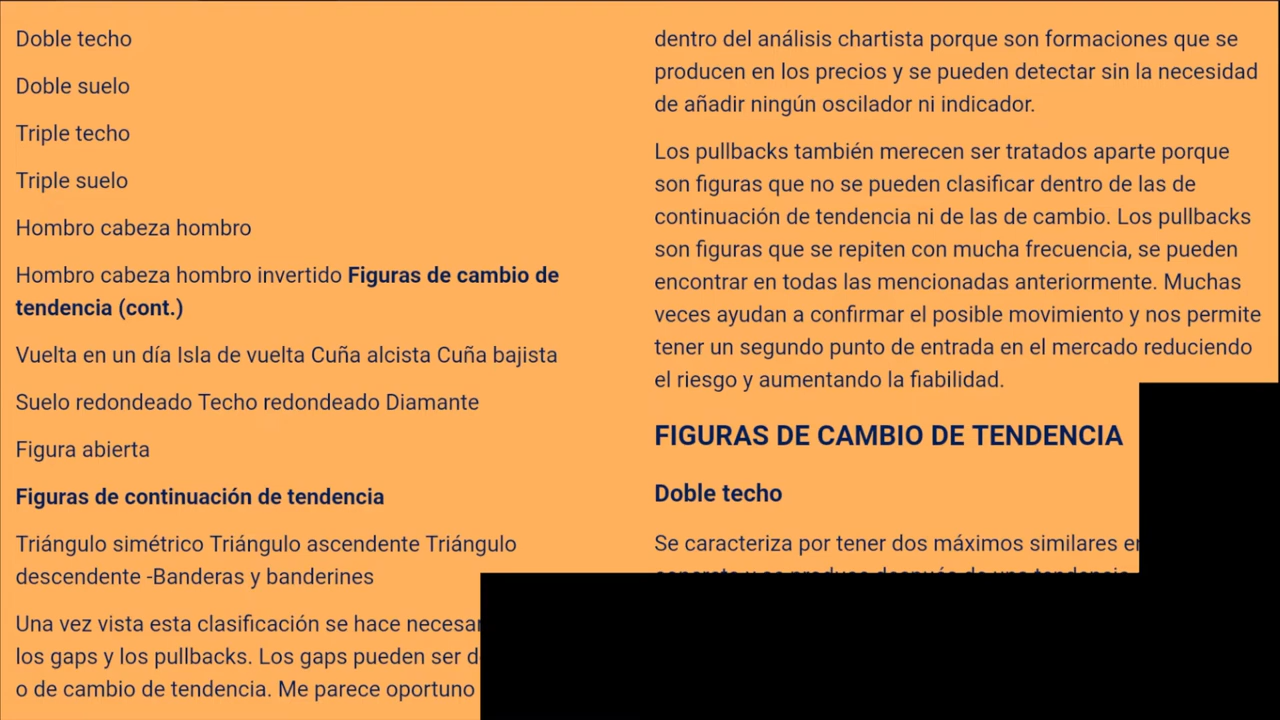 Doble techo
Doble suelo
Triple techo
Triple suelo
Hombro cabeza hombro
Hombro cabeza hombro invertido Figuras de cambio de
tendencia (cont.)
Vuelta en un día Isla de vuelta Cuña alcista Cuña bajista
Suelo redondeado Techo redondeado Diamante
Figura abierta
Figuras de continuación de tendencia
Triángulo simétrico Triángulo ascendente Triángulo
descendente -Banderas y banderines
Una vez vista esta clasificación se hace
los gaps y los pullbacks. Los gaps pueden ser
o de cambio de tendencia. Me parece oportuno
dentro del análisis chartista porque son formaciones que se
producen en los precios y se pueden detectar sin la necesidad
de añadir ningún oscilador ni indicador.
Los pullbacks también merecen ser tratados aparte porque
son figuras que no se pueden clasificar dentro de las de
continuación de tendencia ni de las de cambio. Los pullbacks
son figuras que se repiten con mucha frecuencia, se pueden
encontrar en todas las mencionadas anteriormente. Muchas
veces ayudan a confirmar el posible movimiento y nos permite
tener un segundo punto de entrada en el mercado reduciendo
el riesgo y aumentando la fiabilidad.
FIGURAS DE CAMBIO DE TENDENCIA
Doble techo
Se caracteriza por tener dos máximos similares